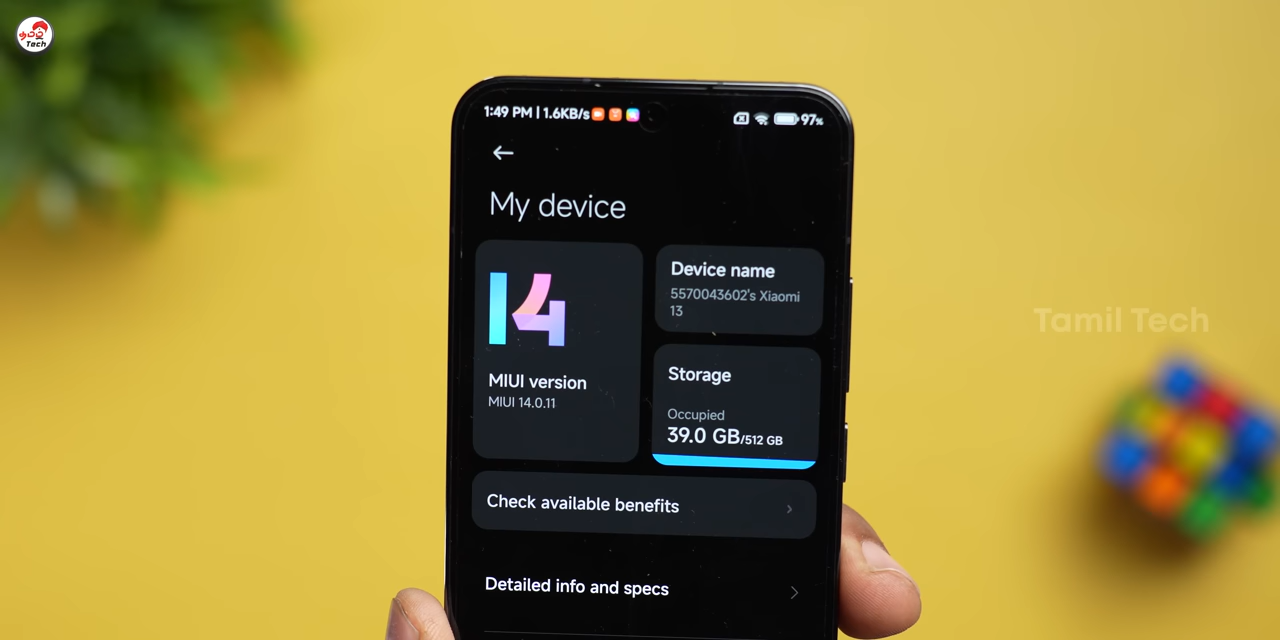 Tech
1:49 PM | 1.6KB/s
97%
My device
14
MIUI version
MIUI 14.0.11
Device name
5570043602's Xiaomi
13
Storage
Occupied
39.0 GB/512 GB
Check available benefits
Detailed info and specs
Tamil Tech